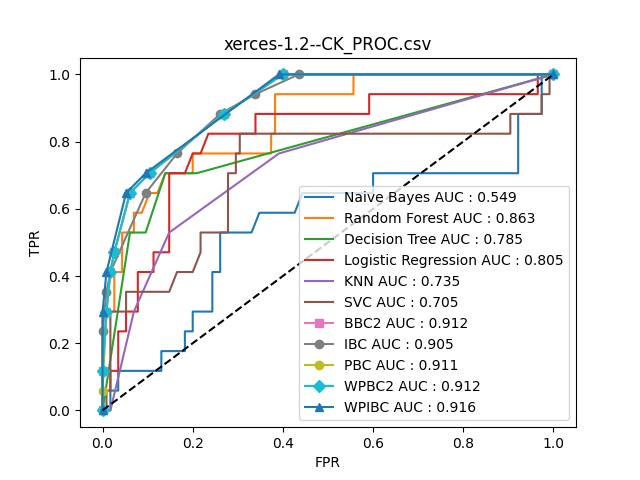 xerces-1.2--CK_PROC.csv
TPR
1.0
0.8
0.6
0.4
0.2
0.0
Naive Bayes AUC : 0.549
Random Forest AUC : 0.863
Decision Tree AUC : 0.785
Logistic Regression AUC : 0.805
KNN AUC : 0.735
SVC AUC : 0.705
BBC2 AUC : 0.912
IBC AUC : 0.905
PBC AUC : 0.911
WPBC2 AUC : 0.912
WPIBC AUC : 0.916
0.0 0.2 0.4 0.6 0.8 1.0
FPR